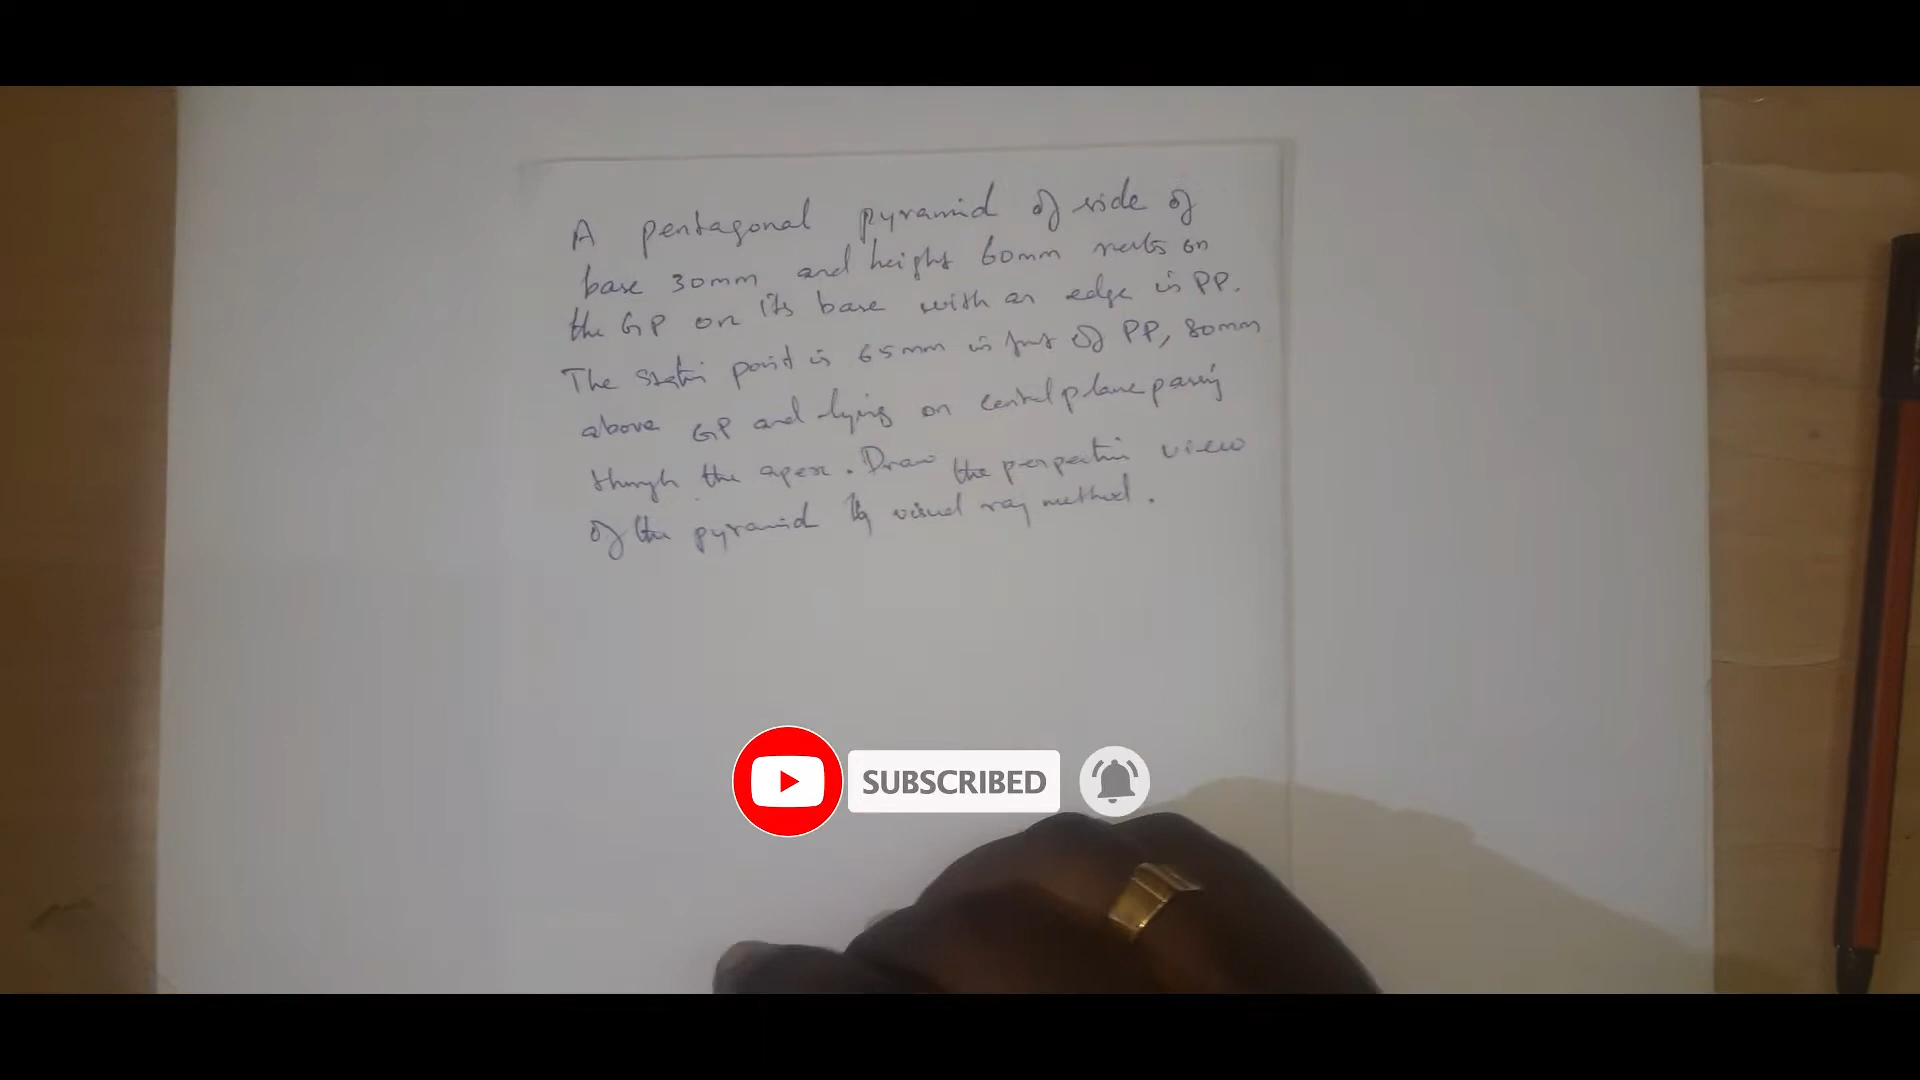 A pentagonal pyramid of side of
base 30mm and height 60mm rests on
the GP on its base with an edge in PP.
The station point is 65mm in front of PP, 80mm
above GP and lying on central plane passing
through the apex. Draw the perspective view
of the pyramid by visual ray method.
SUBSCRIBED